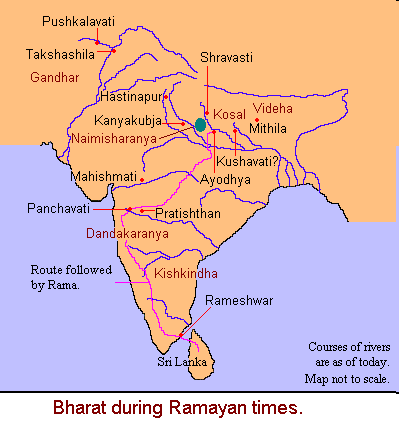 Pushkalavati
Takshashila
Gandhar
Shravasti
Hastinapur
Kosal
Videha
Kanyakubja
Mithila
Naimisharanya
Kushavati?
Mahishmati
Ayodhya
Panchavati
Pratishthan
Dandakaranya
Kishkindha
Route followed
by Rama.
Rameshwar
Sri Lanka
Courses of rivers
are as of today.
Map not to scale.
Bharat during Ramayan times.